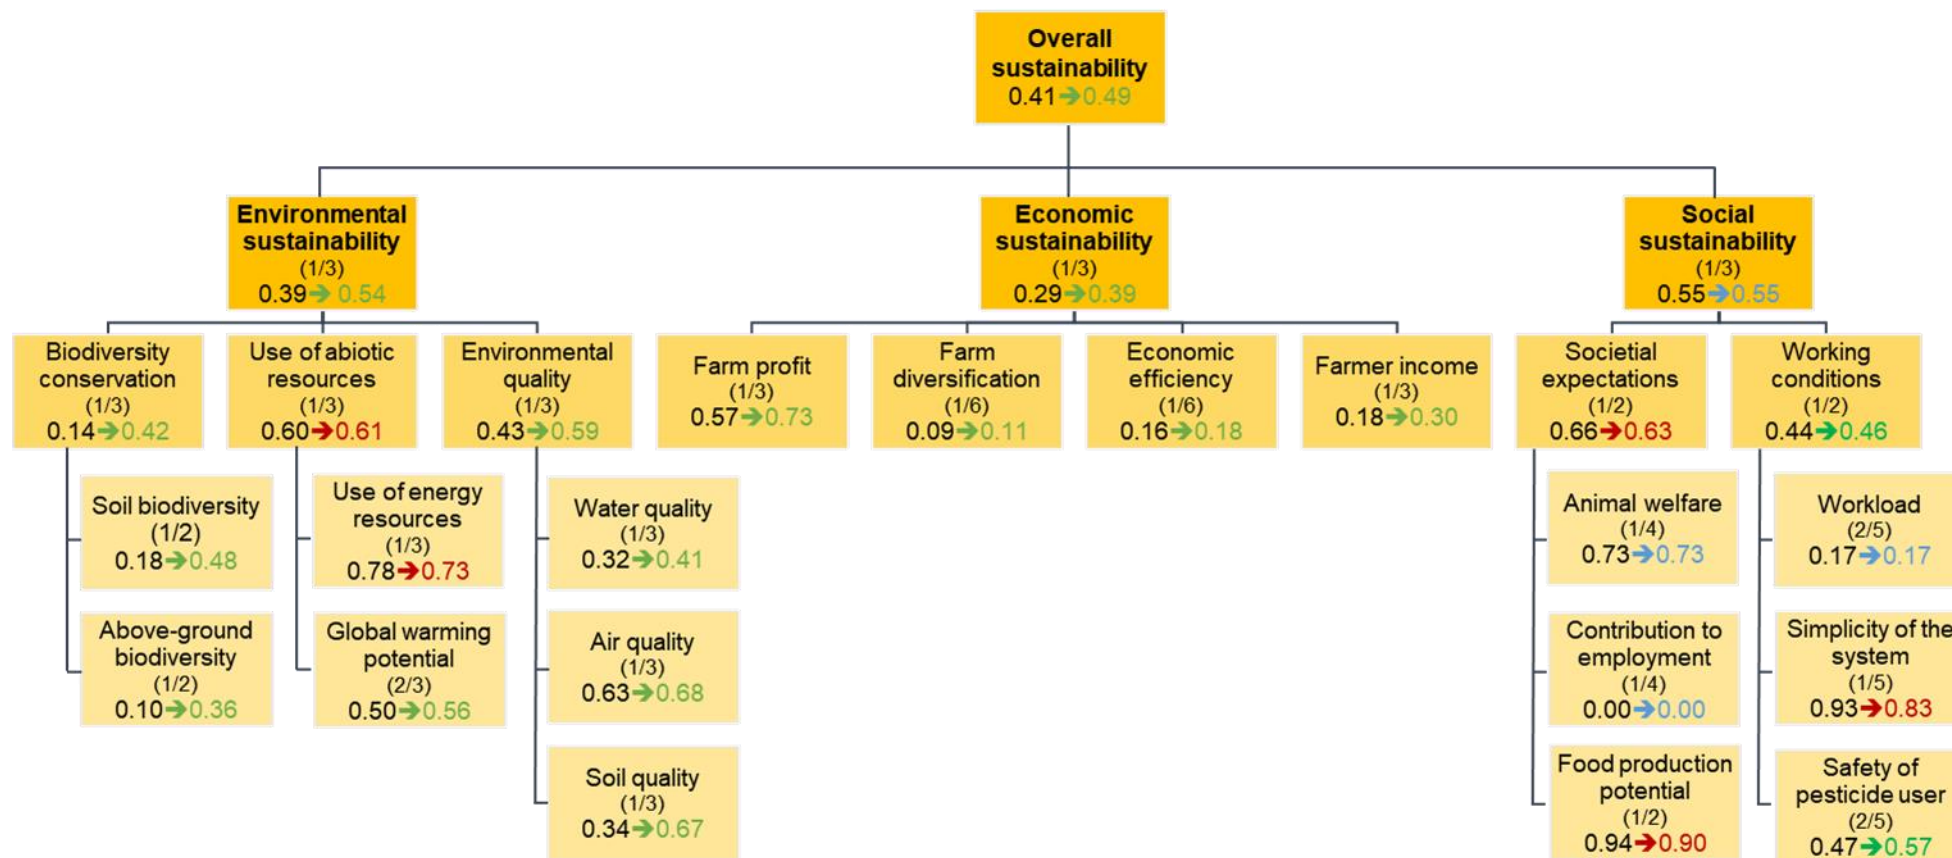 Overall
sustainability
0.41➔0.49
Environmental
sustainability
(1/3)
0.39➔0.54
Economic
sustainability
(1/3)
0.29➔0.39
Social
sustainability
(1/3)
0.55➔0.55
Biodiversity
conservation
(1/3)
0.14➔0.42
Use of abiotic
resources
(1/3)
0.60➔0.61
Environmental
quality
(1/3)
0.43➔0.59
Farm profit
(1/3)
0.57➔0.73
Farm
diversification
(1/6)
0.09➔0.11
Economic
efficiency
(1/6)
0.16➔0.18
Farmer income
(1/3)
0.18➔0.30
Societial
expectations
(1/2)
0.66➔0.63
Working
conditions
(1/2)
0.44➔0.46
Soil biodiversity
(1/2)
0.18➔0.48
Use of energy
resources
(1/3)
0.78➔0.73
Water quality
(1/3)
0.32➔0.41
Animal welfare
(1/4)
0.73➔0.73
Workload
(2/5)
0.17➔0.17
Above-ground
biodiversity
(1/2)
0.10➔0.36
Global warming
potential
(2/3)
0.50➔0.56
Air quality
(1/3)
0.63➔0.68
Contribution to
employment
(1/4)
0.00➔0.00
Simplicity of the
system
(1/5)
0.93➔0.83
Soil quality
(1/3)
0.34➔0.67
Food production
potential
(1/2)
0.94➔0.90
Safety of
pesticide user
(2/5)
0.47➔0.57